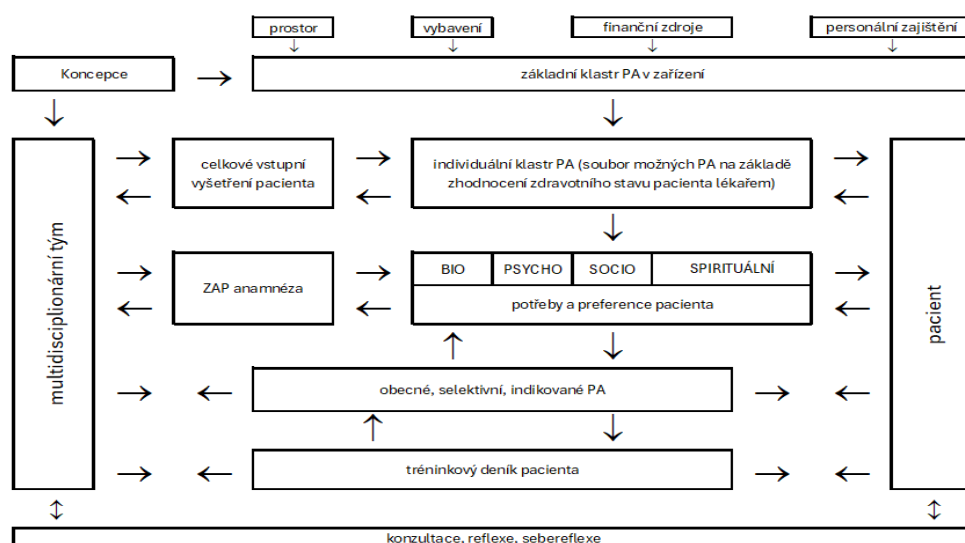 prostor
vybavení
finanční zdroje
personální zajištění
Koncepce
základní klastr PA v zařízení
multidisciplionární tým
celkové vstupní
vyšetření pacienta
individuální klastr PA (soubor možných PA na základě
zhodnocení zdravotního stavu pacienta lékařem)
pacient
ZAP anamnéza
BIO
PSYCHO
SOCIO
SPIRITUÁLNÍ
potřeby a preference pacienta
obecné, selektivní, indikované PA
tréninkový deník pacienta
konzultace, reflexe, sebereflexe